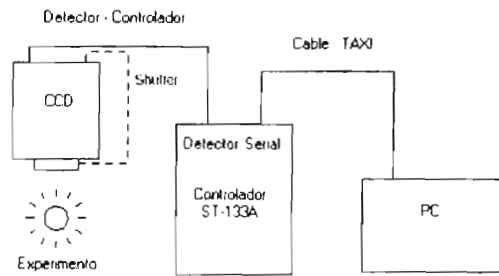 Detector - Controlador
Cable TAXI
CCD
Shutter
Detector Serial
Controlador
ST-133A
PC
Experimento